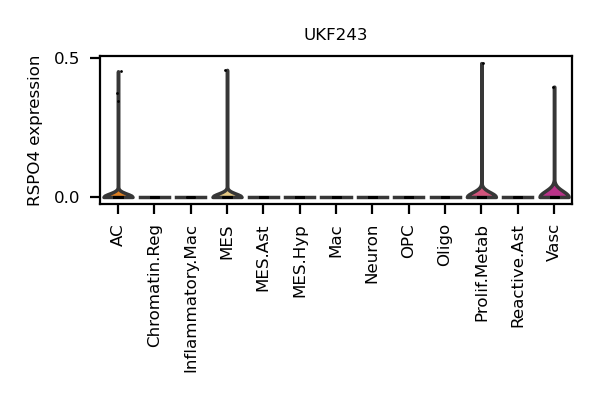 UKF243
RSPO4 expression
0.5
0.0
AC
Chromatin.Reg
Inflammatory.Mac
MES
MES.Ast
MES.Hyp
Mac
Neuron
OPC
Oligo
Prolif.Metab
Reactive.Ast
Vasc